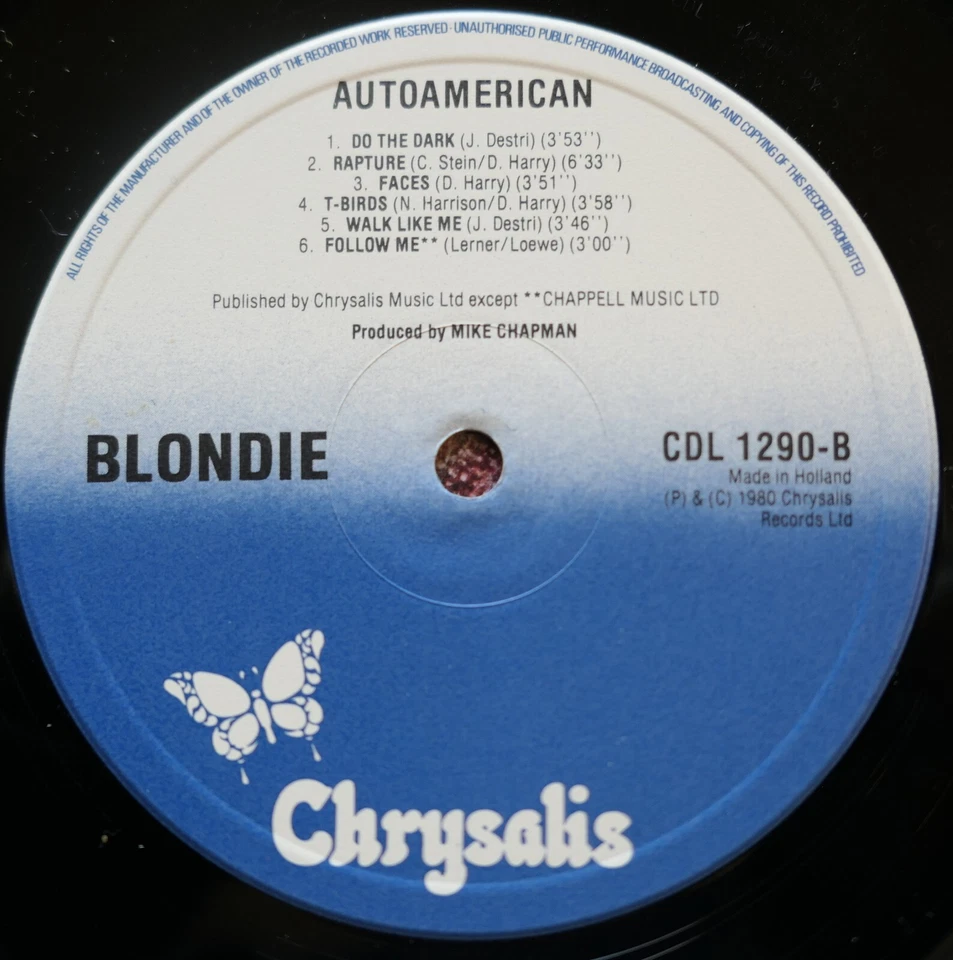 ALL RIGHTS OF THE MANUFACTURER AND OF THE OWNER OF THE RECORDED WORK RESERVED · UNAUTHORISED PUBLIC PERFORMANCE BROADCASTING AND COPYING OF THIS RECORD PROHIBITED
AUTOAMERICAN
1. DO THE DARK (J. Destri) (3'53'')
2. RAPTURE (C. Stein/D. Harry) (6'33'')
3. FACES (D. Harry) (3'51'')
4. T-BIRDS (N. Harrison/D. Harry) (3'58'')
5. WALK LIKE ME (J. Destri) (3'46'')
6. FOLLOW ME** (Lerner/Loewe) (3'00'')
Published by Chrysalis Music Ltd except **CHAPPELL MUSIC LTD
Produced by MIKE CHAPMAN
BLONDIE
CDL 1290-B
Made in Holland
(P) & (C) 1980 Chrysalis
Records Ltd
Chrysalis